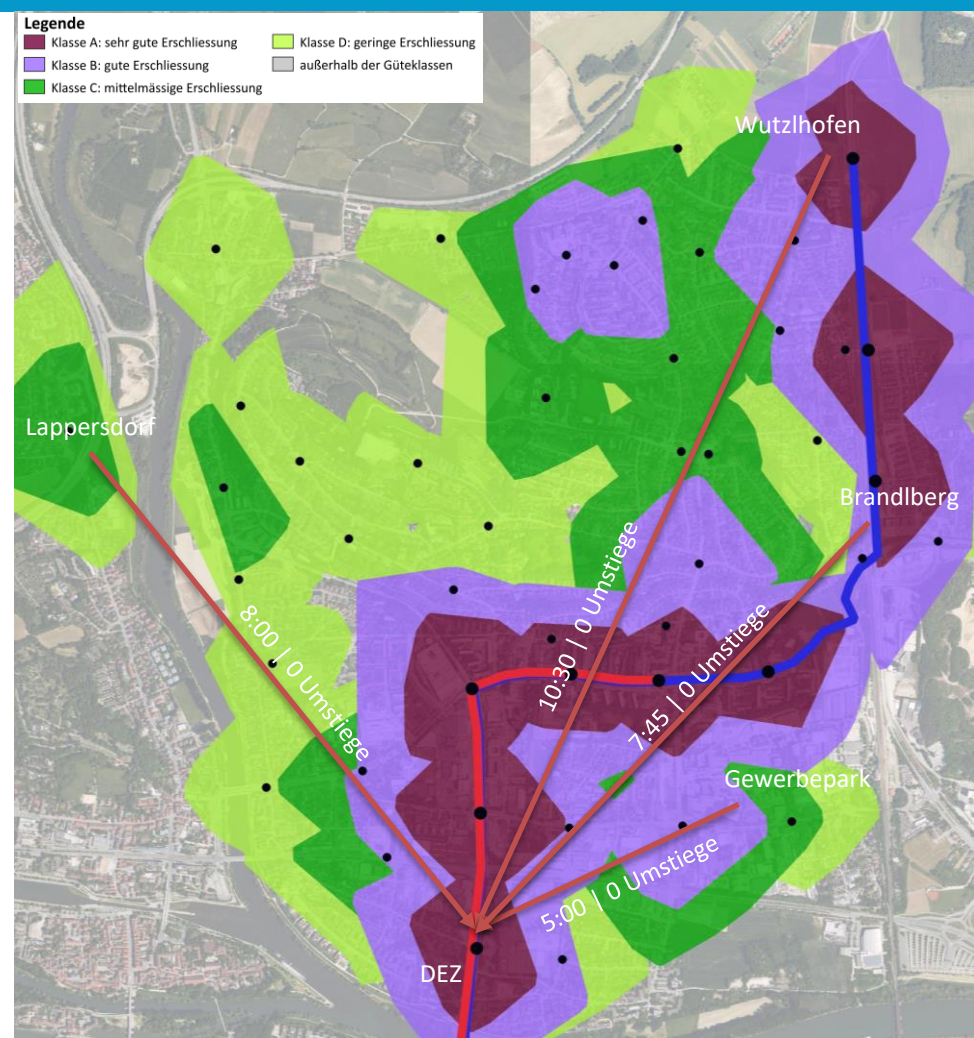 Legende
Klasse A: sehr gute Erschliessung
Klasse B: gute Erschliessung
Klasse C: mittelmässige Erschliessung
Klasse D: geringe Erschliessung
außerhalb der Güteklassen
Wutzlhofen
Lappersdorf
Brandlberg
10:30 | 0 Umstiege
8:00 | 0 Umstiege
7:45 | 0 Umstiege
Gewerbepark
5:00 | 0 Umstiege
DEZ